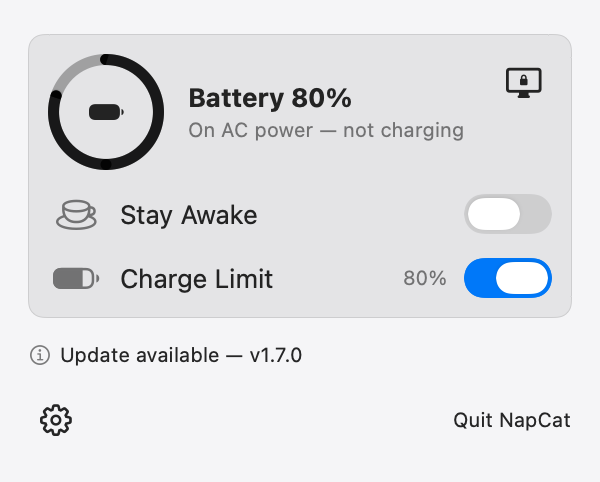 Battery 80%
On AC power — not charging
Stay Awake
Charge Limit 80%
Update available — v1.7.0
Quit NapCat